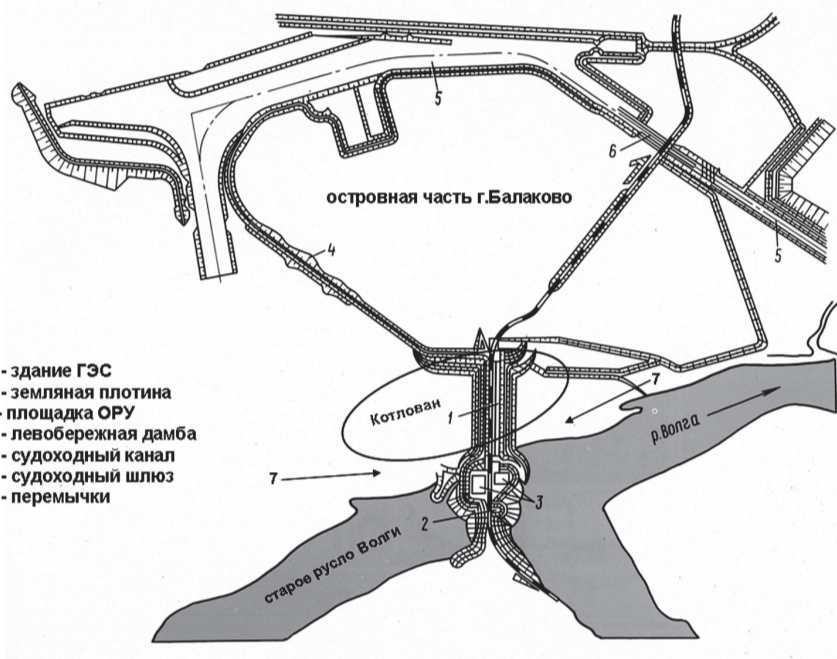 5
6
островная часть г.Балаково
5
4
- здание ГЭС
- земляная плотина
- площадка ОРУ
- левобережная дамба
- судоходный канал
- судоходный шлюз
- перемычки
Котлован
1
7
р.Волга
7
3
2
старое русло Волги